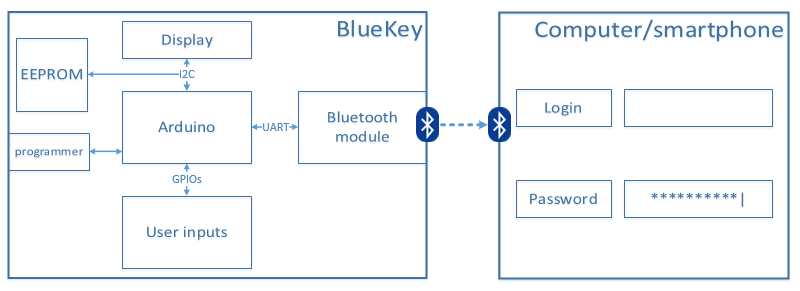 BlueKey
Display
EEPROM
I2C
Arduino
UART
Bluetooth
module
programmer
GPIOs
User inputs
Computer/smartphone
Login
Password
**********|